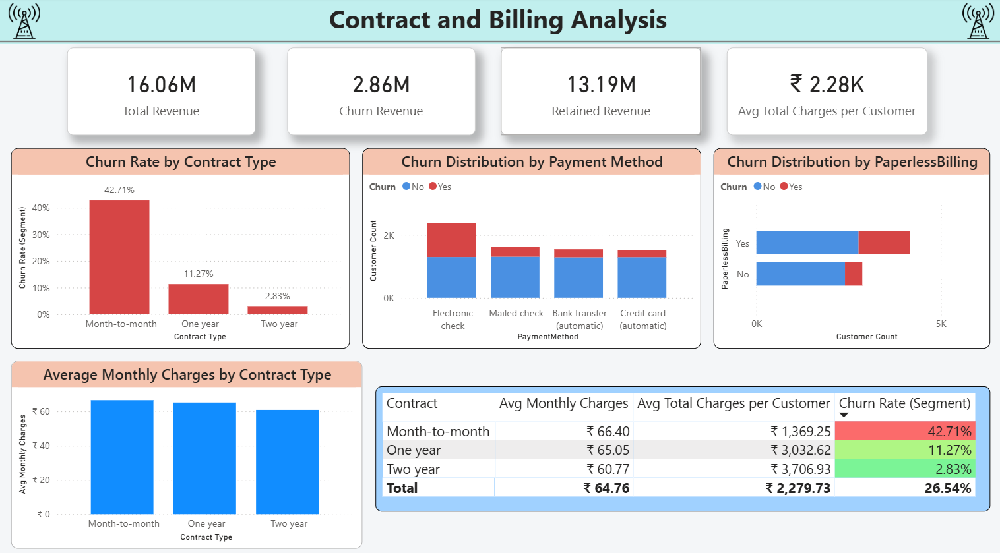 Contract and Billing Analysis
16.06M
Total Revenue
2.86M
Churn Revenue
13.19M
Retained Revenue
₹ 2.28K
Avg Total Charges per Customer
Churn Rate by Contract Type
Churn Rate (Segment)
40%
30%
20%
10%
0%
42.71%
11.27%
2.83%
Month-to-month
One year
Two year
Contract Type
Churn Distribution by Payment Method
Churn No Yes
Customer Count
2K
0K
Electronic check
Mailed check
Bank transfer (automatic)
Credit card (automatic)
PaymentMethod
Churn Distribution by PaperlessBilling
Churn No Yes
PaperlessBilling
Yes
No
0K
5K
Customer Count
Average Monthly Charges by Contract Type
Avg Monthly Charges
₹ 60
₹ 40
₹ 20
₹ 0
Month-to-month
One year
Two year
Contract Type
Contract Avg Monthly Charges Avg Total Charges per Customer Churn Rate (Segment)
Month-to-month ₹ 66.40 ₹ 1,369.25 42.71%
One year ₹ 65.05 ₹ 3,032.62 11.27%
Two year ₹ 60.77 ₹ 3,706.93 2.83%
Total ₹ 64.76 ₹ 2,279.73 26.54%